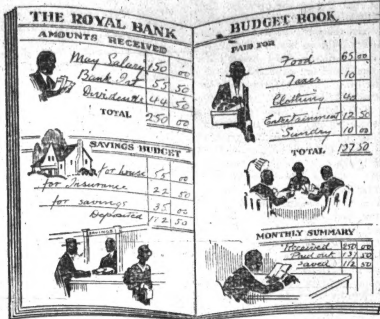 THE ROYAL BANK
AMOUNTS RECEIVED
May Salary 150 00
Bank Int 55 50
Dividends 44 50
TOTAL 250 00
SAVINGS BUDGET
for house 55 00
for Insurance 22 50
for savings 35 00
Deposited 112 50
SAVINGS
BUDGET BOOK
PAID FOR
Food 65 00
Taxes 10
Clothing 40
Entertainment 12 50
Sundry 10 00
TOTAL 137 50
MONTHLY SUMMARY
Received 250 00
Paid out 137 50
Saved 112 50